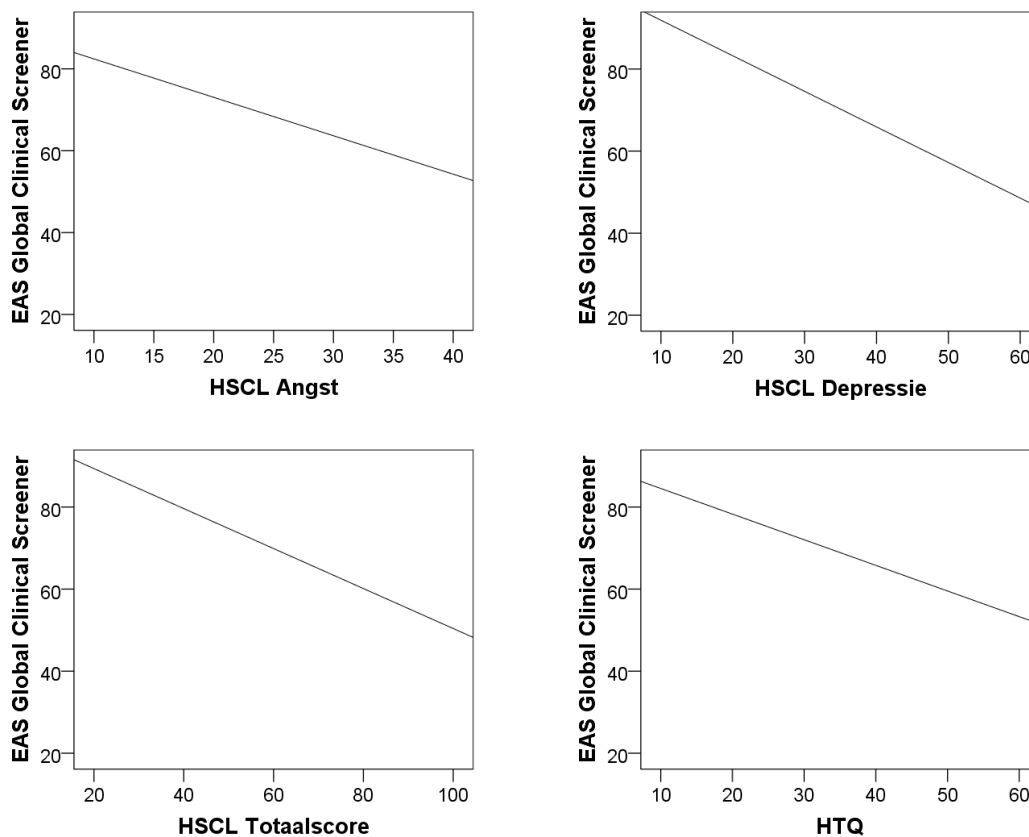 EAS Global Clinical Screener
80
60
40
20
10 15 20 25 30 35 40
HSCL Angst
EAS Global Clinical Screener
80
60
40
20
10 20 30 40 50 60
HSCL Depressie
EAS Global Clinical Screener
80
60
40
20
20 40 60 80 100
HSCL Totaalscore
EAS Global Clinical Screener
80
60
40
20
10 20 30 40 50 60
HTQ